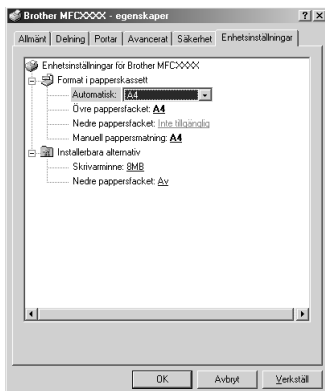 Brother MFCXXXX - egenskaper
Allmänt Delning Portar Avancerat Säkerhet Enhetsinställningar
Enhetsinställningar för Brother MFCXXXX
Format i papperskassett
Automatisk: A4
Övre pappersfacket: A4
Nedre pappersfacket: Inte tillgänglig
Manuell pappersmatning: A4
Installerbara alternativ
Skrivarminne: 8MB
Nedre pappersfacket: Av
OK Avbryt Verkställ